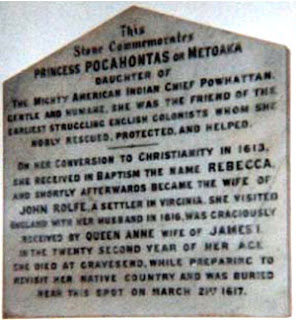 This
Stone Commemorates
PRINCESS POCAHONTAS OR METOAKA
DAUGHTER OF
THE MIGHTY AMERICAN INDIAN CHIEF POWHATTAN.
GENTLE AND HUMANE, SHE WAS THE FRIEND OF THE
EARLIEST STRUGGLING ENGLISH COLONISTS WHOM SHE
NOBLY RESCUED, PROTECTED, AND HELPED.
ON HER CONVERSION TO CHRISTIANITY IN 1613,
SHE RECEIVED IN BAPTISM THE NAME REBECCA,
AND SHORTLY AFTERWARDS BECAME THE WIFE OF
JOHN ROLFE, A SETTLER IN VIRGINIA. SHE VISITED
ENGLAND WITH HER HUSBAND IN 1616, WAS GRACIOUSLY
RECEIVED BY QUEEN ANNE WIFE OF JAMES I.
IN THE TWENTY SECOND YEAR OF HER AGE
SHE DIED AT GRAVESEND, WHILE PREPARING TO
REVISIT HER NATIVE COUNTRY AND WAS BURIED
NEAR THIS SPOT ON MARCH 21ST 1617.